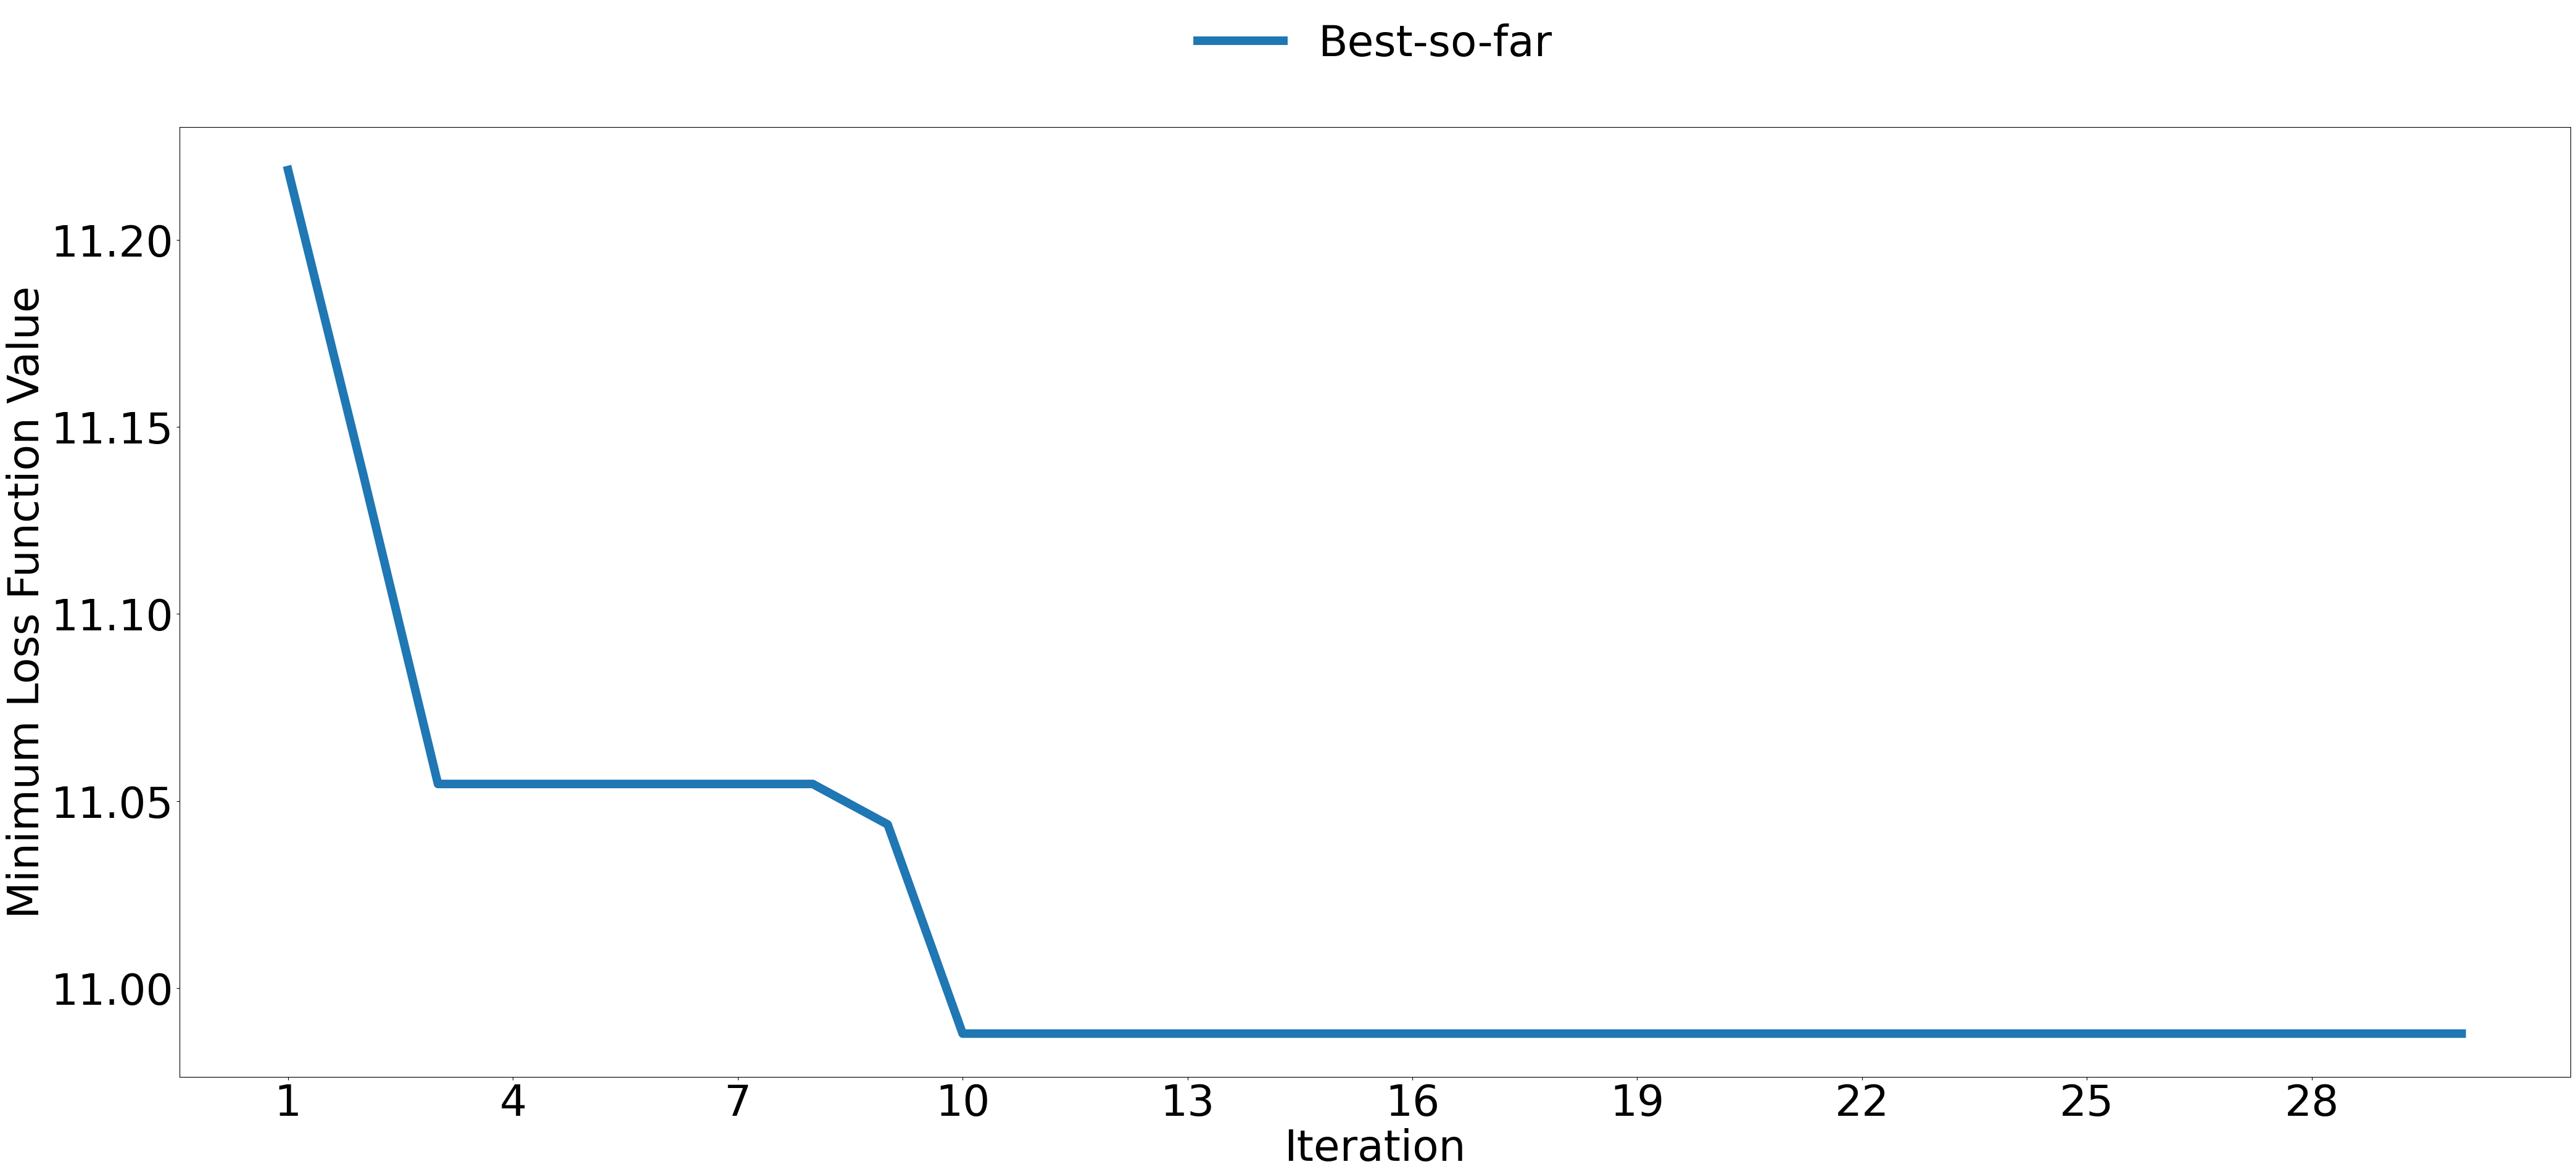 Best-so-far
Minimum Loss Function Value
11.20
11.15
11.10
11.05
11.00
1 4 7 10 13 16 19 22 25 28
Iteration